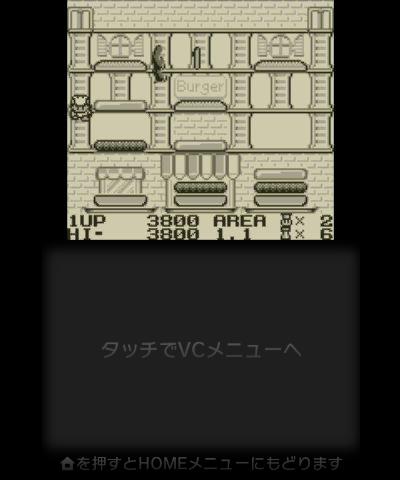 Burger
1UP 3800 AREA × 2
HI- 3800 1.1 × 6
タッチでVCメニューへ
を押すとHOMEメニューにもどります